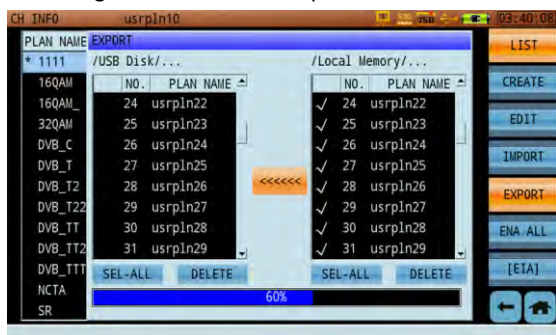 CH INFO usrpln10 75Ω 03:40:08
PLAN NAME
* 1111
16QAM
16QAM_
32QAM
DVB_C
DVB_T
DVB_T2
DVB_T22
DVB_TT
DVB_TT2
DVB_TTT
NCTA
SR
EXPORT
/USB Disk/...
NO. PLAN NAME
24 usrpln22
25 usrpln23
26 usrpln24
27 usrpln25
28 usrpln26
29 usrpln27
30 usrpln28
31 usrpln29
SEL-ALL DELETE
<<<<<<
/Local Memory/...
NO. PLAN NAME
✓ 24 usrpln22
✓ 25 usrpln23
✓ 26 usrpln24
✓ 27 usrpln25
✓ 28 usrpln26
✓ 29 usrpln27
✓ 30 usrpln28
✓ 31 usrpln29
SEL-ALL DELETE
60%
LIST
CREATE
EDIT
IMPORT
EXPORT
ENA ALL
[EIA]